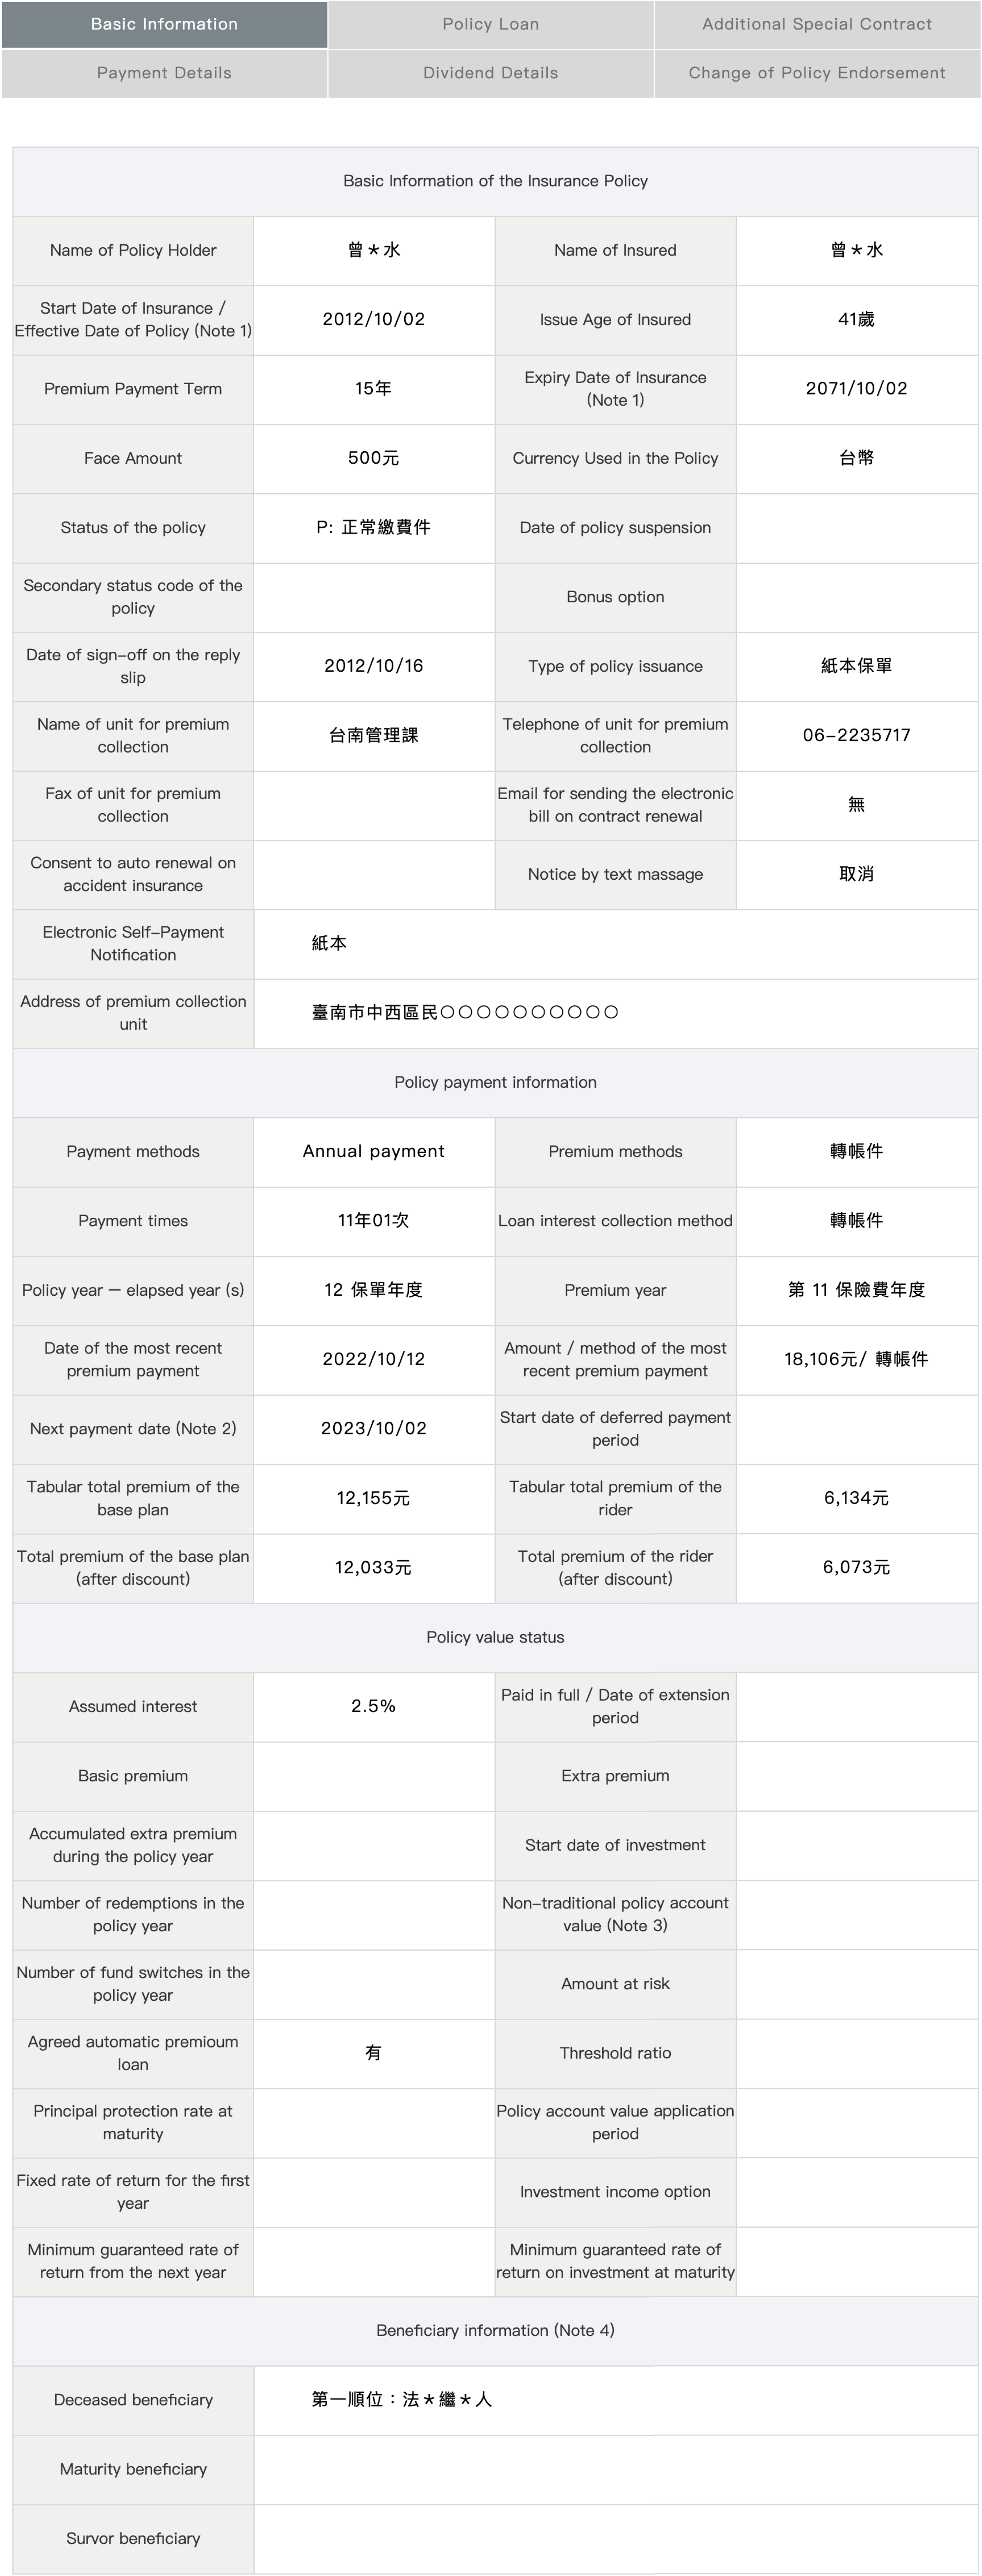 Basic Information
Policy Loan
Additional Special Contract
Payment Details
Dividend Details
Change of Policy Endorsement
Basic Information of the Insurance Policy
Name of Policy Holder
曾*水
Name of Insured
曾*水
Start Date of Insurance /
Effective Date of Policy (Note 1)
2012/10/02
Issue Age of Insured
41歲
Premium Payment Term
15年
Expiry Date of Insurance
(Note 1)
2071/10/02
Face Amount
500元
Currency Used in the Policy
台幣
Status of the policy
P: 正常繳費件
Date of policy suspension
Secondary status code of the
policy
Bonus option
Date of sign-off on the reply
slip
2012/10/16
Type of policy issuance
紙本保單
Name of unit for premium
collection
台南管理課
Telephone of unit for premium
collection
06-2235717
Fax of unit for premium
collection
Email for sending the electronic
bill on contract renewal
無
Consent to auto renewal on
accident insurance
Notice by text massage
取消
Electronic Self-Payment
Notification
紙本
Address of premium collection
unit
臺南市中西區民○○○○○○○○○○
Policy payment information
Payment methods
Annual payment
Premium methods
轉帳件
Payment times
11年01次
Loan interest collection method
轉帳件
Policy year — elapsed year (s)
12 保單年度
Premium year
第 11 保險費年度
Date of the most recent
premium payment
2022/10/12
Amount / method of the most
recent premium payment
18,106元/ 轉帳件
Next payment date (Note 2)
2023/10/02
Start date of deferred payment
period
Tabular total premium of the
base plan
12,155元
Tabular total premium of the
rider
6,134元
Total premium of the base plan
(after discount)
12,033元
Total premium of the rider
(after discount)
6,073元
Policy value status
Assumed interest
2.5%
Paid in full / Date of extension
period
Basic premium
Extra premium
Accumulated extra premium
during the policy year
Start date of investment
Number of redemptions in the
policy year
Non-traditional policy account
value (Note 3)
Number of fund switches in the
policy year
Amount at risk
Agreed automatic premioum
loan
有
Threshold ratio
Principal protection rate at
maturity
Policy account value application
period
Fixed rate of return for the first
year
Investment income option
Minimum guaranteed rate of
return from the next year
Minimum guaranteed rate of
return on investment at maturity
Beneficiary information (Note 4)
Deceased beneficiary
第一順位：法*繼*人
Maturity beneficiary
Survor beneficiary